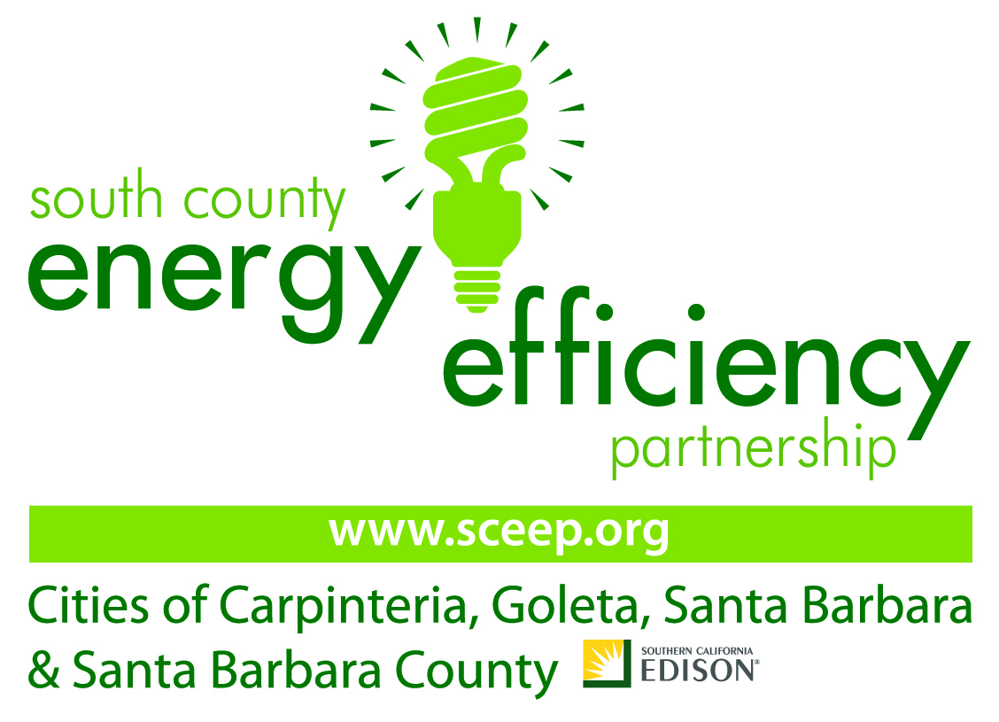 south county
energy
efficiency
partnership
www.sceep.org
Cities of Carpinteria, Goleta, Santa Barbara
& Santa Barbara County
SOUTHERN CALIFORNIA
EDISON®